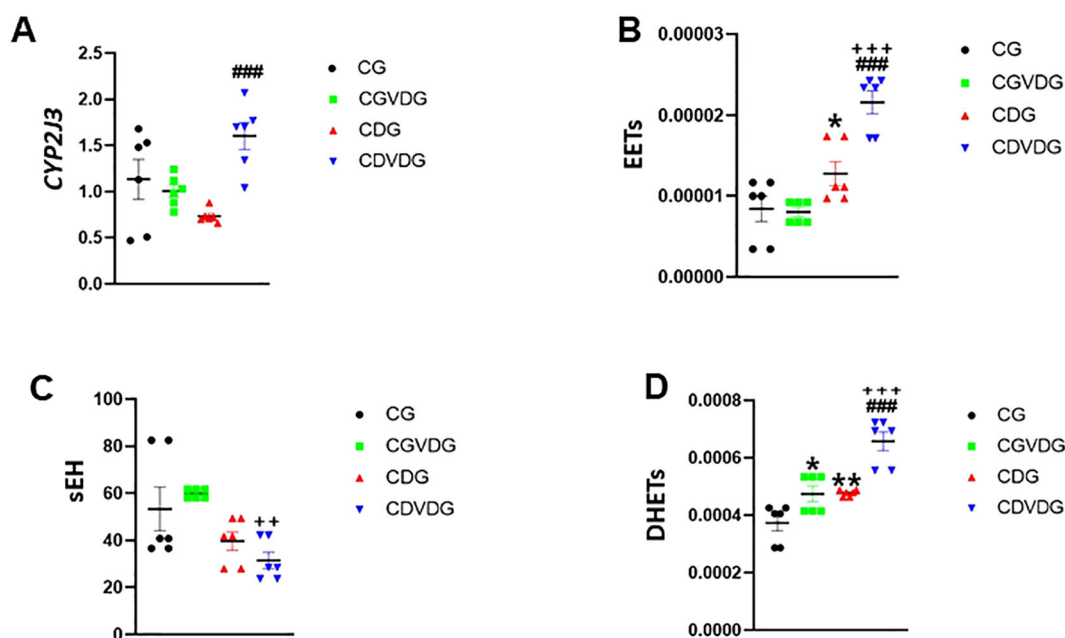 A
CYP2J3
2.5
2.0
1.5
1.0
0.5
0.0
###
CG
CGVDG
CDG
CDVDG
B
EETs
0.00003
0.00002
0.00001
0.00000
*
+++
###
CG
CGVDG
CDG
CDVDG
C
sEH
100
80
60
40
20
0
++
CG
CGVDG
CDG
CDVDG
D
DHETs
0.0008
0.0006
0.0004
0.0002
0.0000
*
**
+++
###
CG
CGVDG
CDG
CDVDG